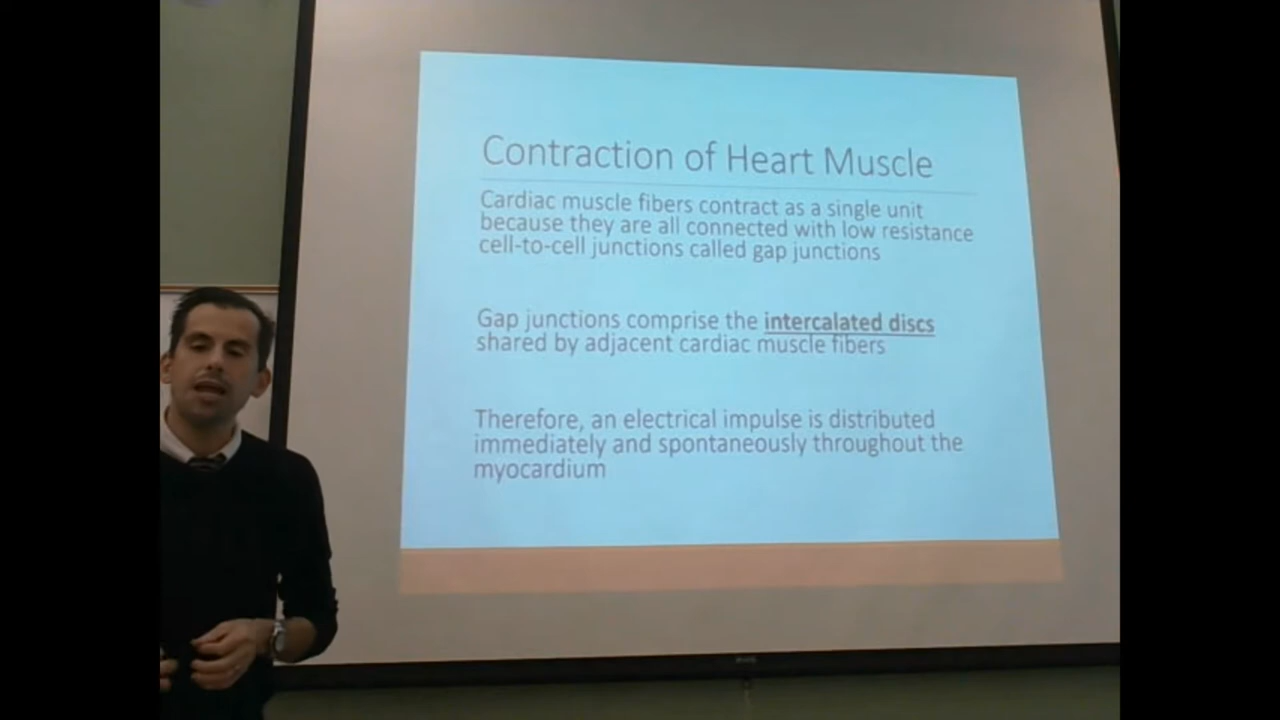 Contraction of Heart Muscle
Cardiac muscle fibers contract as a single unit
because they are all connected with low resistance
cell-to-cell junctions called gap junctions
Gap junctions comprise the intercalated discs
shared by adjacent cardiac muscle fibers
Therefore, an electrical impulse is distributed
immediately and spontaneously throughout the
myocardium